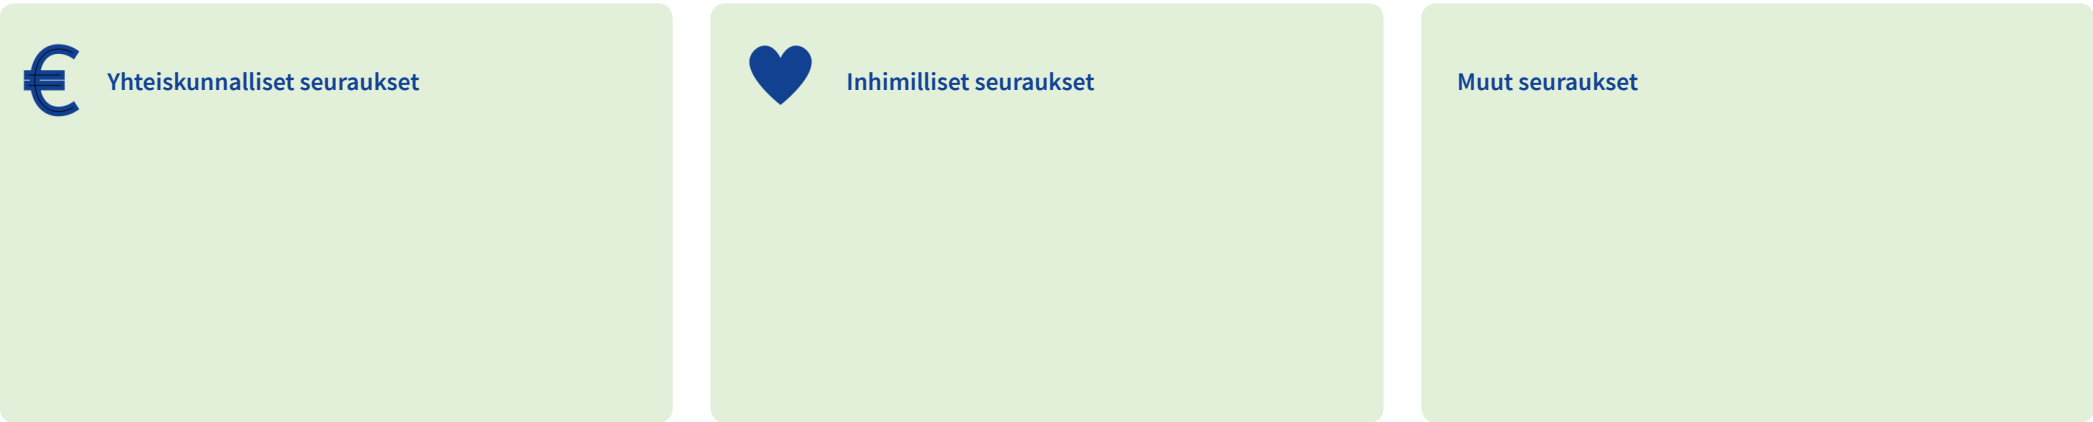 € Yhteiskunnalliset seuraukset
Inhimilliset seuraukset
Muut seuraukset